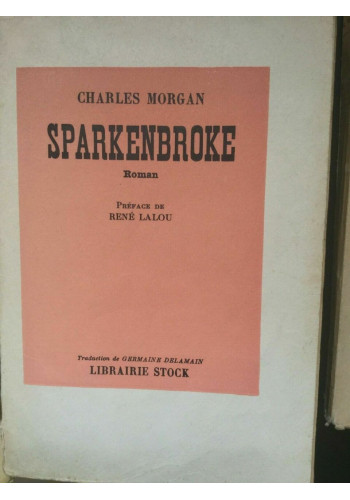 CHARLES MORGAN
SPARKENBROKE
Roman
PRÉFACE DE
RENÉ LALOU
Traduction de GERMAINE DELAMAIN
LIBRAIRIE STOCK